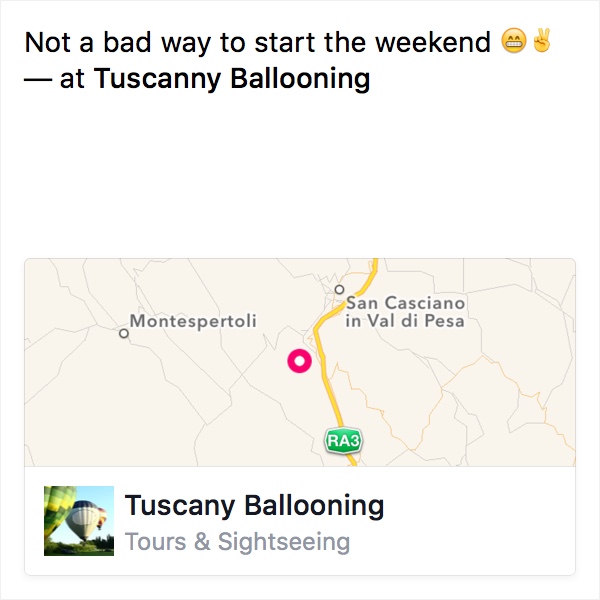 Not a bad way to start the weekend 😁✌️
— at Tuscanny Ballooning
San Casciano
in Val di Pesa
Montespertoli
RA3
Tuscany Ballooning
Tours & Sightseeing